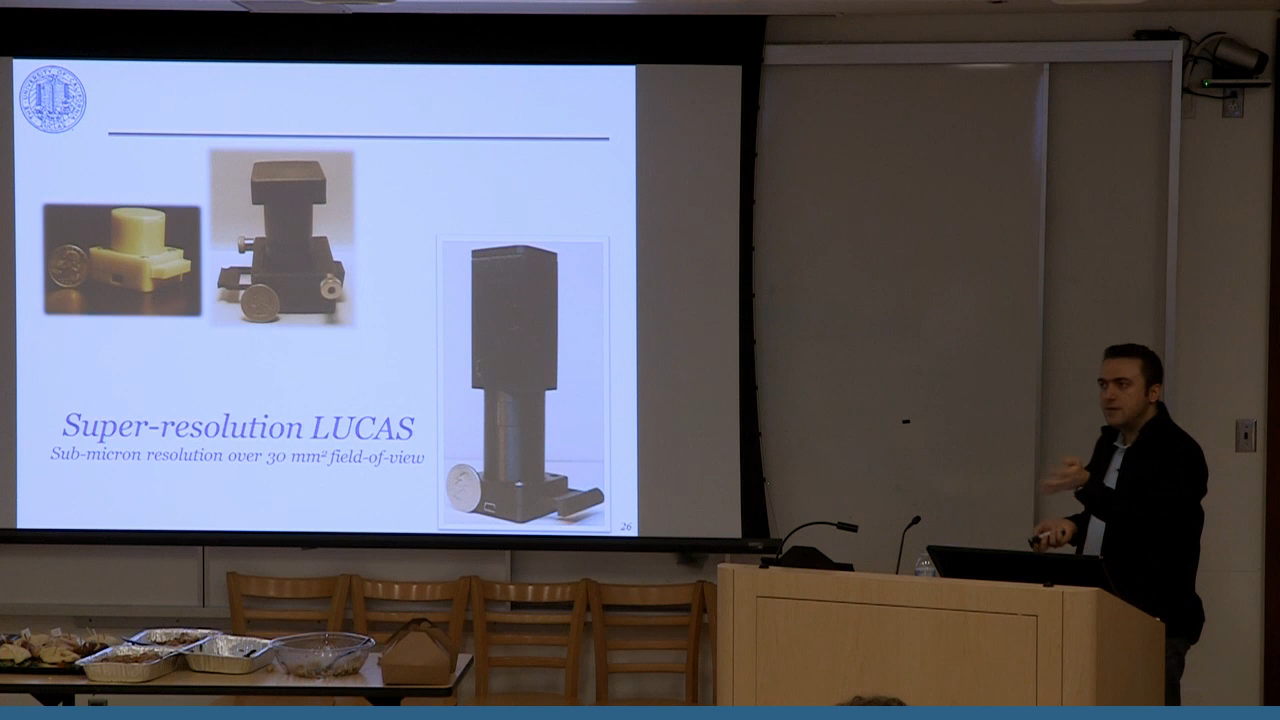 Super-resolution LUCAS
Sub-micron resolution over 30 mm² field-of-view
26